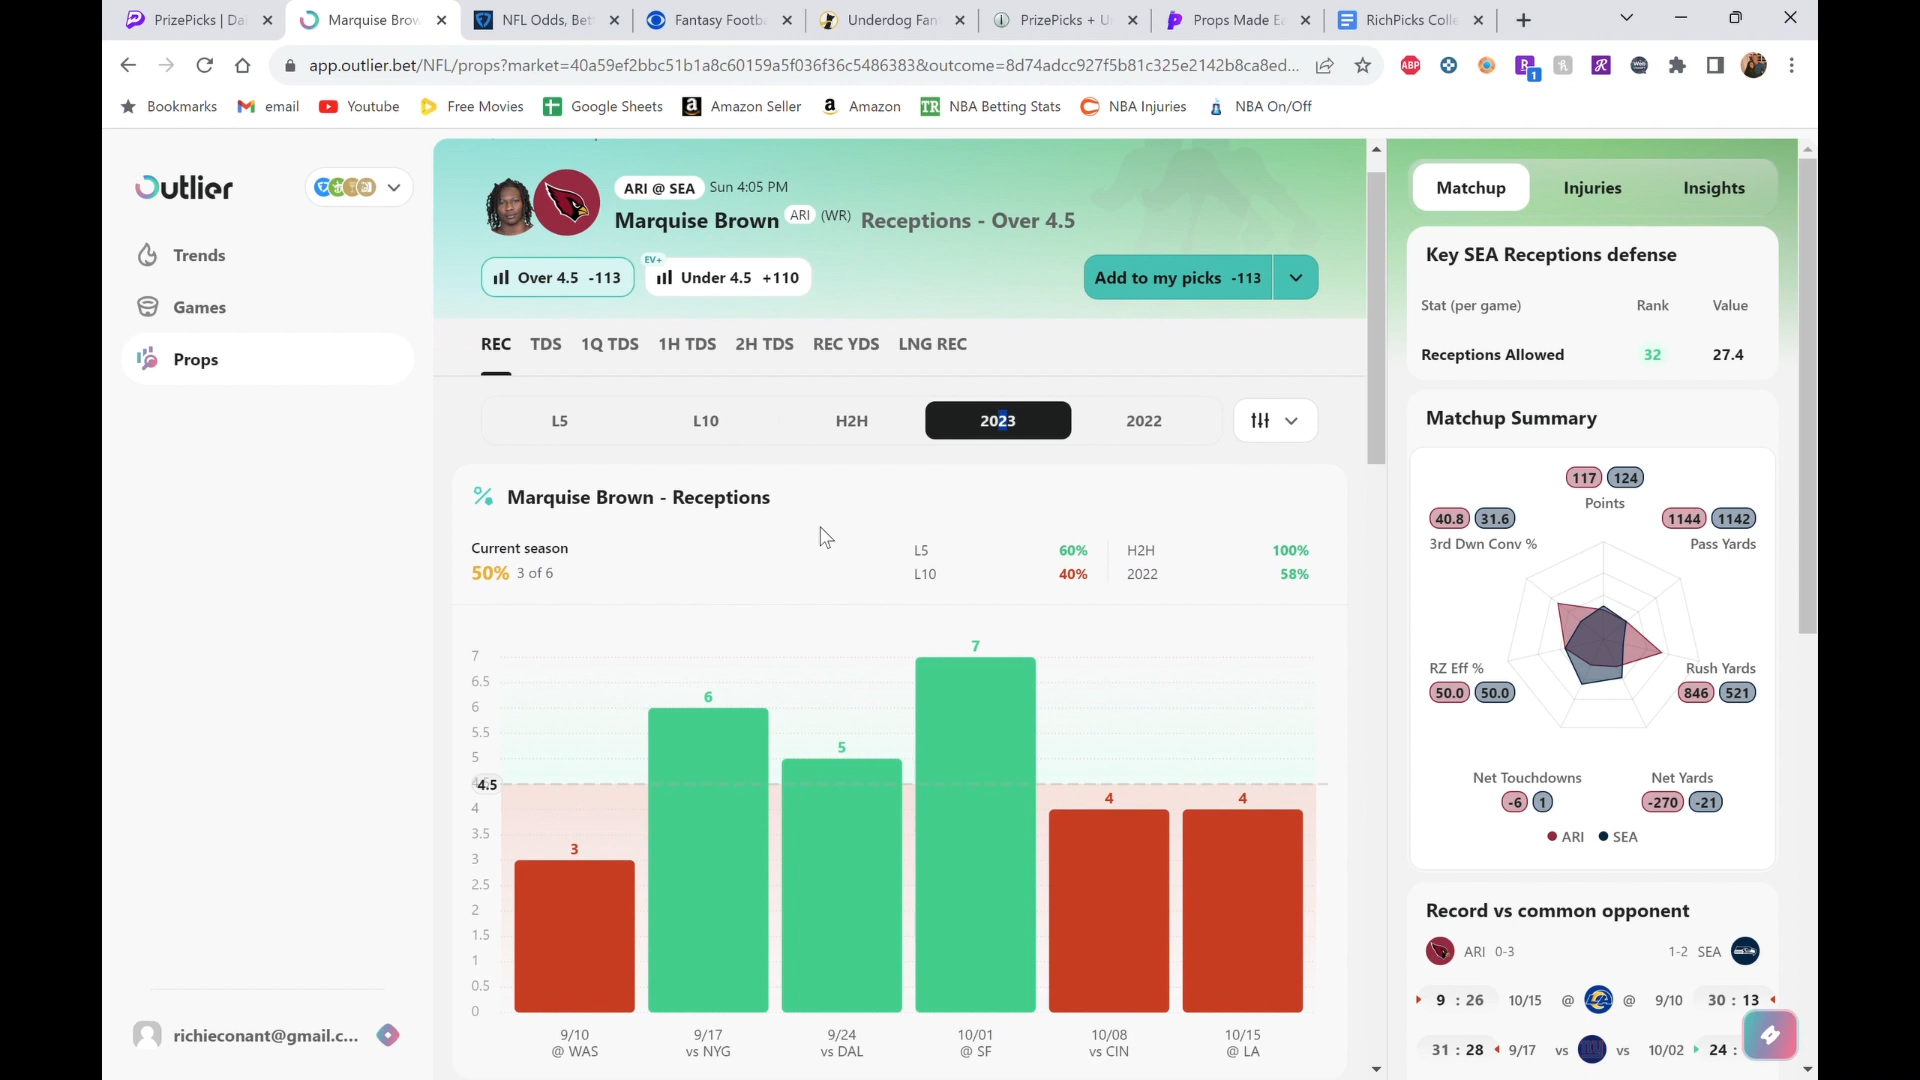 PrizePicks | Da
Marquise Brow
NFL Odds, Bet
Fantasy Footb
Underdog Fan
PrizePicks + U
Props Made Ea
RichPicks Colle
app.outlier.bet/NFL/props?market=40a59ef2bbc51b1a8c60159a5f036f36c5486383&outcome=8d74adcc927f5b81c325e2142b8ca8ed...
ABP
1
Bookmarks
email
Youtube
Free Movies
Google Sheets
Amazon Seller
Amazon
TR NBA Betting Stats
NBA Injuries
NBA On/Off
Outlier
Trends
Games
Props
richieconant@gmail.c...
ARI @ SEA Sun 4:05 PM
Marquise Brown ARI (WR) Receptions - Over 4.5
EV+
Over 4.5 -113
Under 4.5 +110
Add to my picks -113
REC TDS 1Q TDS 1H TDS 2H TDS REC YDS LNG REC
L5 L10 H2H 2023 2022
Marquise Brown - Receptions
Current season
50% 3 of 6
L5 60% H2H 100%
L10 40% 2022 58%
7
6.5
6
5.5
5
4.5
4
3.5
3
2.5
2
1.5
1
0.5
0
3 6 5 7 4 4
9/10 9/17 9/24 10/01 10/08 10/15
@ WAS vs NYG vs DAL @ SF vs CIN @ LA
Matchup Injuries Insights
Key SEA Receptions defense
Stat (per game) Rank Value
Receptions Allowed 32 27.4
Matchup Summary
117 124
Points
40.8 31.6
3rd Dwn Conv %
1144 1142
Pass Yards
RZ Eff %
50.0 50.0
Rush Yards
846 521
Net Touchdowns
-6 1
Net Yards
-270 -21
ARI SEA
Record vs common opponent
ARI 0-3 1-2 SEA
9 : 26 10/15 @ @ 9/10 30 : 13
31 : 28 9/17 vs vs 10/02 24 :